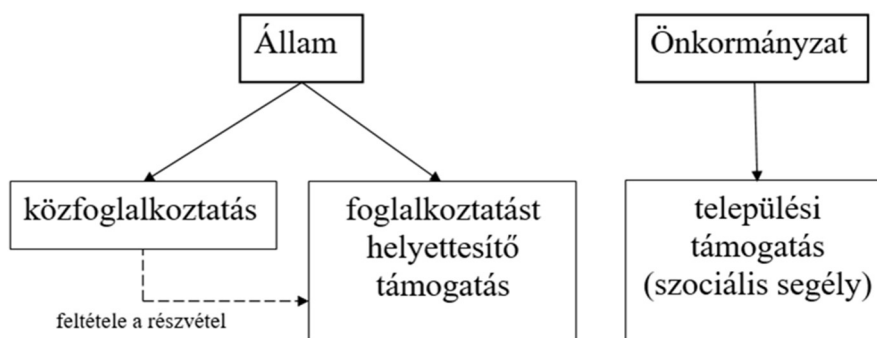 Állam
Önkormányzat
közfoglalkoztatás
foglalkoztatást
helyettesítő
támogatás
települési
támogatás
(szociális segély)
feltétele a részvétel